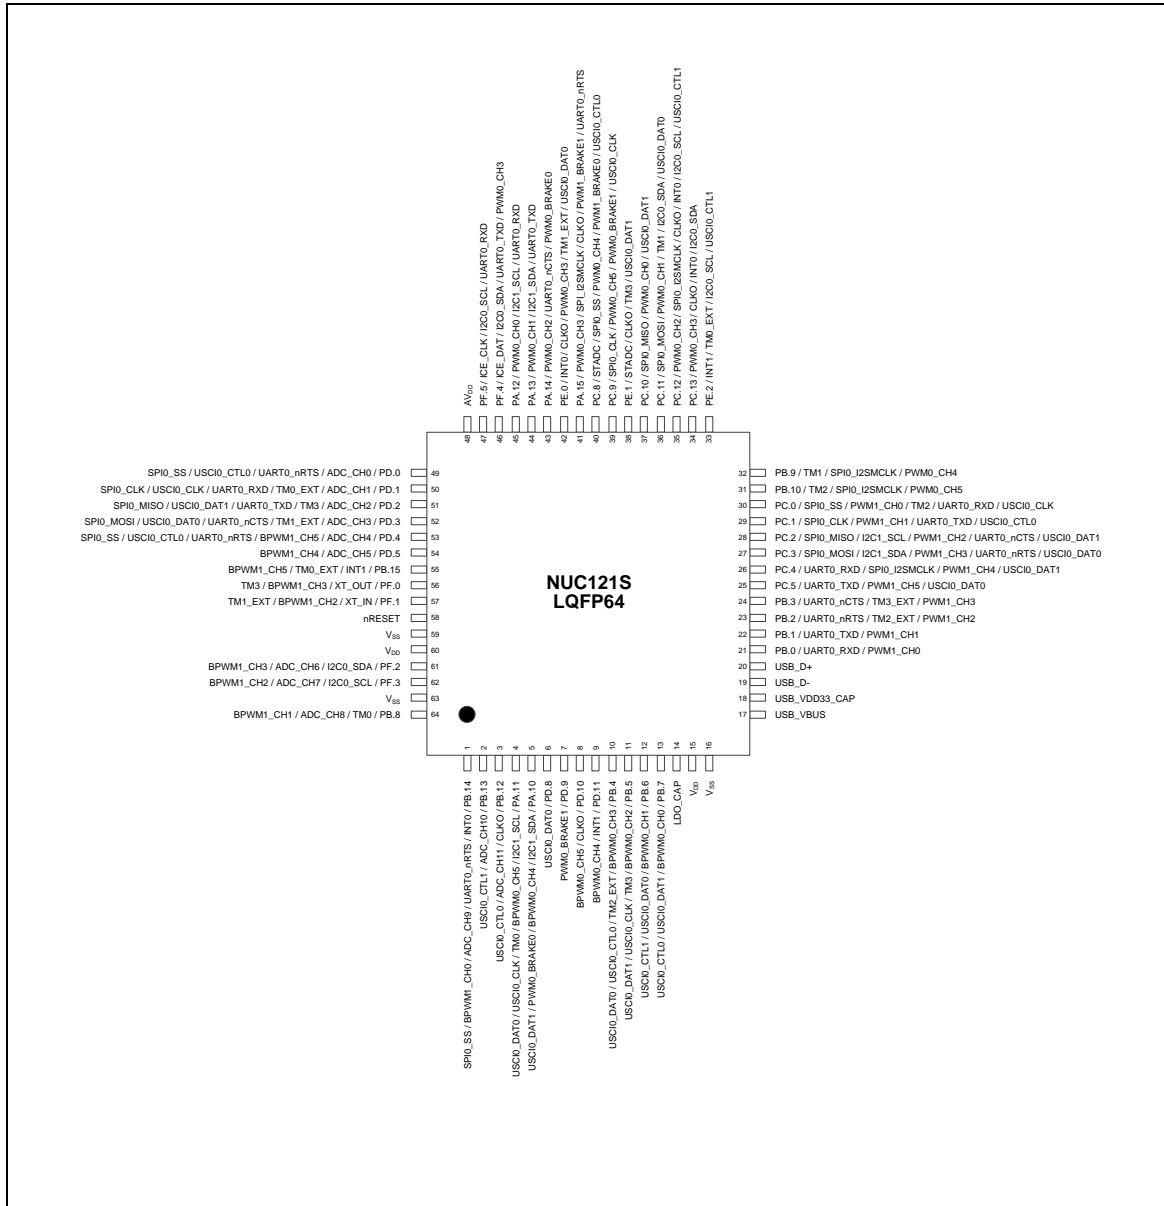 AVDD
PF.5 / ICE_CLK / I2C0_SCL / UART0_RXD
PF.4 / ICE_DAT / I2C0_SDA / UART0_TXD / PWM0_CH3
PA.12 / PWM0_CH0 / I2C1_SCL / UART0_RXD
PA.13 / PWM0_CH1 / I2C1_SDA / UART0_TXD
PA.14 / PWM0_CH2 / UART0_nCTS / PWM0_BRAKE0
PE.0 / INT0 / CLKO / PWM0_CH3 / TM1_EXT / USCI0_DAT0
PA.15 / PWM0_CH3 / SPI_I2SMCLK / CLKO / PWM1_BRAKE1 / UART0_nRTS
PC.8 / STADC / SPI0_SS / PWM0_CH4 / PWM1_BRAKE0 / USCI0_CTL0
PC.9 / SPI0_CLK / PWM0_CH5 / PWM0_BRAKE1 / USCI0_CLK
PE.1 / STADC / CLKO / TM3 / USCI0_DAT1
PC.10 / SPI0_MISO / PWM0_CH0 / USCI0_DAT1
PC.11 / SPI0_MOSI / PWM0_CH1 / TM1 / I2C0_SDA / USCI0_DAT0
PC.12 / PWM0_CH2 / SPI0_I2SMCLK / CLKO / INT0 / I2C0_SCL / USCI0_CTL1
PC.13 / PWM0_CH3 / CLKO / INT0 / I2C0_SDA
PE.2 / INT1 / TM0_EXT / I2C0_SCL / USCI0_CTL1
48 47 46 45 44 43 42 41 40 39 38 37 36 35 34 33
SPI0_SS / USCI0_CTL0 / UART0_nRTS / ADC_CH0 / PD.0 49
SPI0_CLK / USCI0_CLK / UART0_RXD / TM0_EXT / ADC_CH1 / PD.1 50
SPI0_MISO / USCI0_DAT1 / UART0_TXD / TM3 / ADC_CH2 / PD.2 51
SPI0_MOSI / USCI0_DAT0 / UART0_nCTS / TM1_EXT / ADC_CH3 / PD.3 52
SPI0_SS / USCI0_CTL0 / UART0_nRTS / BPWM1_CH5 / ADC_CH4 / PD.4 53
BPWM1_CH4 / ADC_CH5 / PD.5 54
BPWM1_CH5 / TM0_EXT / INT1 / PB.15 55
TM3 / BPWM1_CH3 / XT_OUT / PF.0 56
TM1_EXT / BPWM1_CH2 / XT_IN / PF.1 57
nRESET 58
VSS 59
VDD 60
BPWM1_CH3 / ADC_CH6 / I2C0_SDA / PF.2 61
BPWM1_CH2 / ADC_CH7 / I2C0_SCL / PF.3 62
VSS 63
BPWM1_CH1 / ADC_CH8 / TM0 / PB.8 64
NUC121S
LQFP64
32 PB.9 / TM1 / SPI0_I2SMCLK / PWM0_CH4
31 PB.10 / TM2 / SPI0_I2SMCLK / PWM0_CH5
30 PC.0 / SPI0_SS / PWM1_CH0 / TM2 / UART0_RXD / USCI0_CLK
29 PC.1 / SPI0_CLK / PWM1_CH1 / UART0_TXD / USCI0_CTL0
28 PC.2 / SPI0_MISO / I2C1_SCL / PWM1_CH2 / UART0_nCTS / USCI0_DAT1
27 PC.3 / SPI0_MOSI / I2C1_SDA / PWM1_CH3 / UART0_nRTS / USCI0_DAT0
26 PC.4 / UART0_RXD / SPI0_I2SMCLK / PWM1_CH4 / USCI0_DAT1
25 PC.5 / UART0_TXD / PWM1_CH5 / USCI0_DAT0
24 PB.3 / UART0_nCTS / TM3_EXT / PWM1_CH3
23 PB.2 / UART0_nRTS / TM2_EXT / PWM1_CH2
22 PB.1 / UART0_TXD / PWM1_CH1
21 PB.0 / UART0_RXD / PWM1_CH0
20 USB_D+
19 USB_D-
18 USB_VDD33_CAP
17 USB_VBUS
1 2 3 4 5 6 7 8 9 10 11 12 13 14 15 16
SPI0_SS / BPWM1_CH0 / ADC_CH9 / UART0_nRTS / INT0 / PB.14
USCI0_CTL1 / ADC_CH10 / PB.13
USCI0_CTL0 / ADC_CH11 / CLKO / PB.12
USCI0_DAT0 / USCI0_CLK / TM0 / BPWM0_CH5 / I2C1_SCL / PA.11
USCI0_DAT1 / PWM0_BRAKE0 / BPWM0_CH4 / I2C1_SDA / PA.10
USCI0_DAT0 / PD.8
PWM0_BRAKE1 / PD.9
BPWM0_CH5 / CLKO / PD.10
BPWM0_CH4 / INT1 / PD.11
USCI0_DAT0 / USCI0_CTL0 / TM2_EXT / BPWM0_CH3 / PB.4
USCI0_DAT1 / USCI0_CLK / TM3 / BPWM0_CH2 / PB.5
USCI0_CTL1 / USCI0_DAT0 / BPWM0_CH1 / PB.6
USCI0_CTL0 / USCI0_DAT1 / BPWM0_CH0 / PB.7
LDO_CAP
VDD
VSS